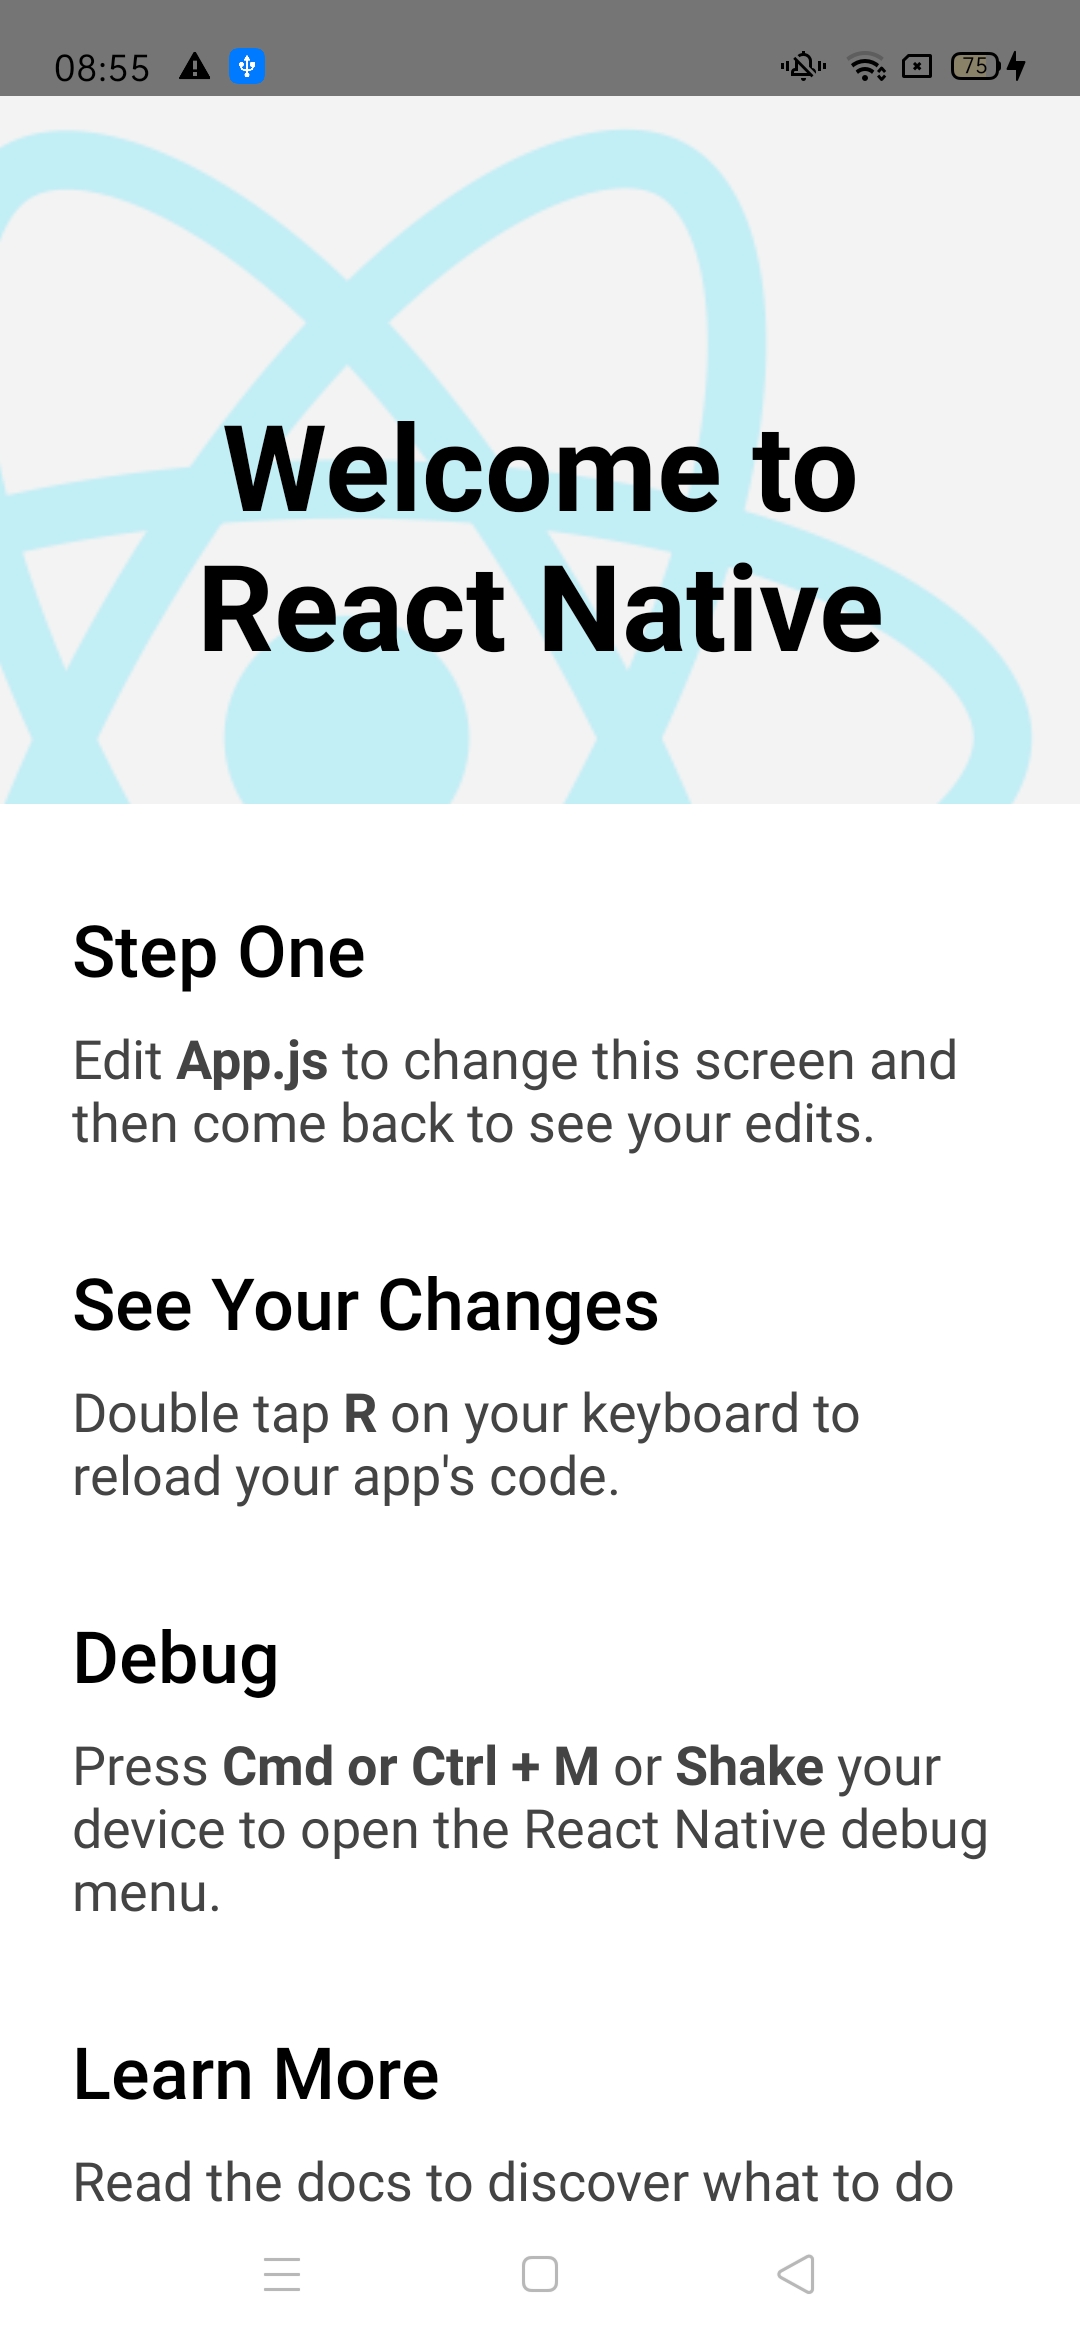 08:55
75
Welcome to
React Native
Step One
Edit App.js to change this screen and
then come back to see your edits.
See Your Changes
Double tap R on your keyboard to
reload your app's code.
Debug
Press Cmd or Ctrl + M or Shake your
device to open the React Native debug
menu.
Learn More
Read the docs to discover what to do